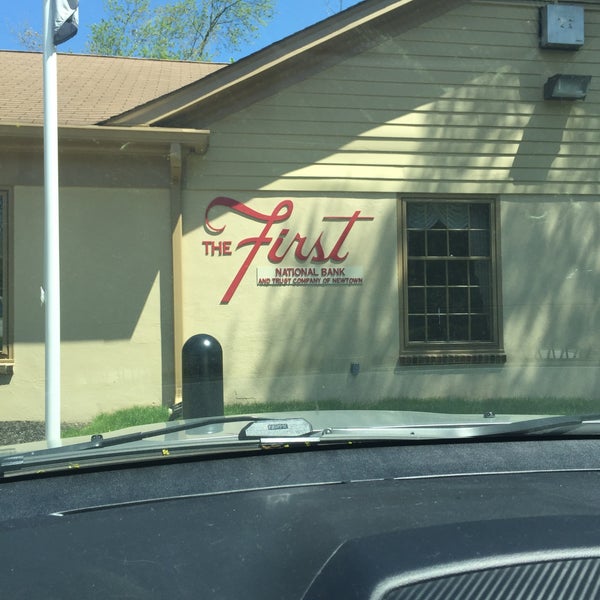 THE First
NATIONAL BANK
AND TRUST COMPANY OF NEWTOWN